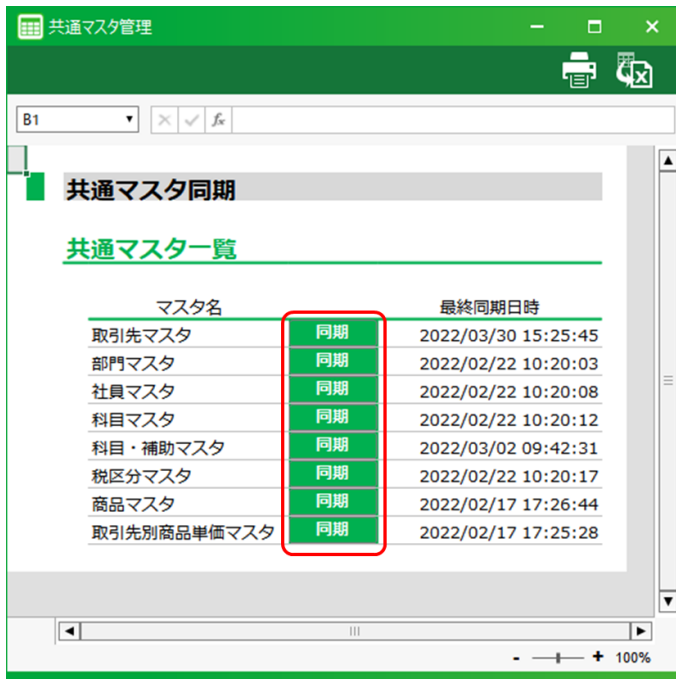 共通マスタ管理
B1
fx
共通マスタ同期
共通マスタ一覧
マスタ名 最終同期日時
取引先マスタ 同期 2022/03/30 15:25:45
部門マスタ 同期 2022/02/22 10:20:03
社員マスタ 同期 2022/02/22 10:20:08
科目マスタ 同期 2022/02/22 10:20:12
科目・補助マスタ 同期 2022/03/02 09:42:31
税区分マスタ 同期 2022/02/22 10:20:17
商品マスタ 同期 2022/02/17 17:26:44
取引先別商品単価マスタ 同期 2022/02/17 17:25:28
- + 100%